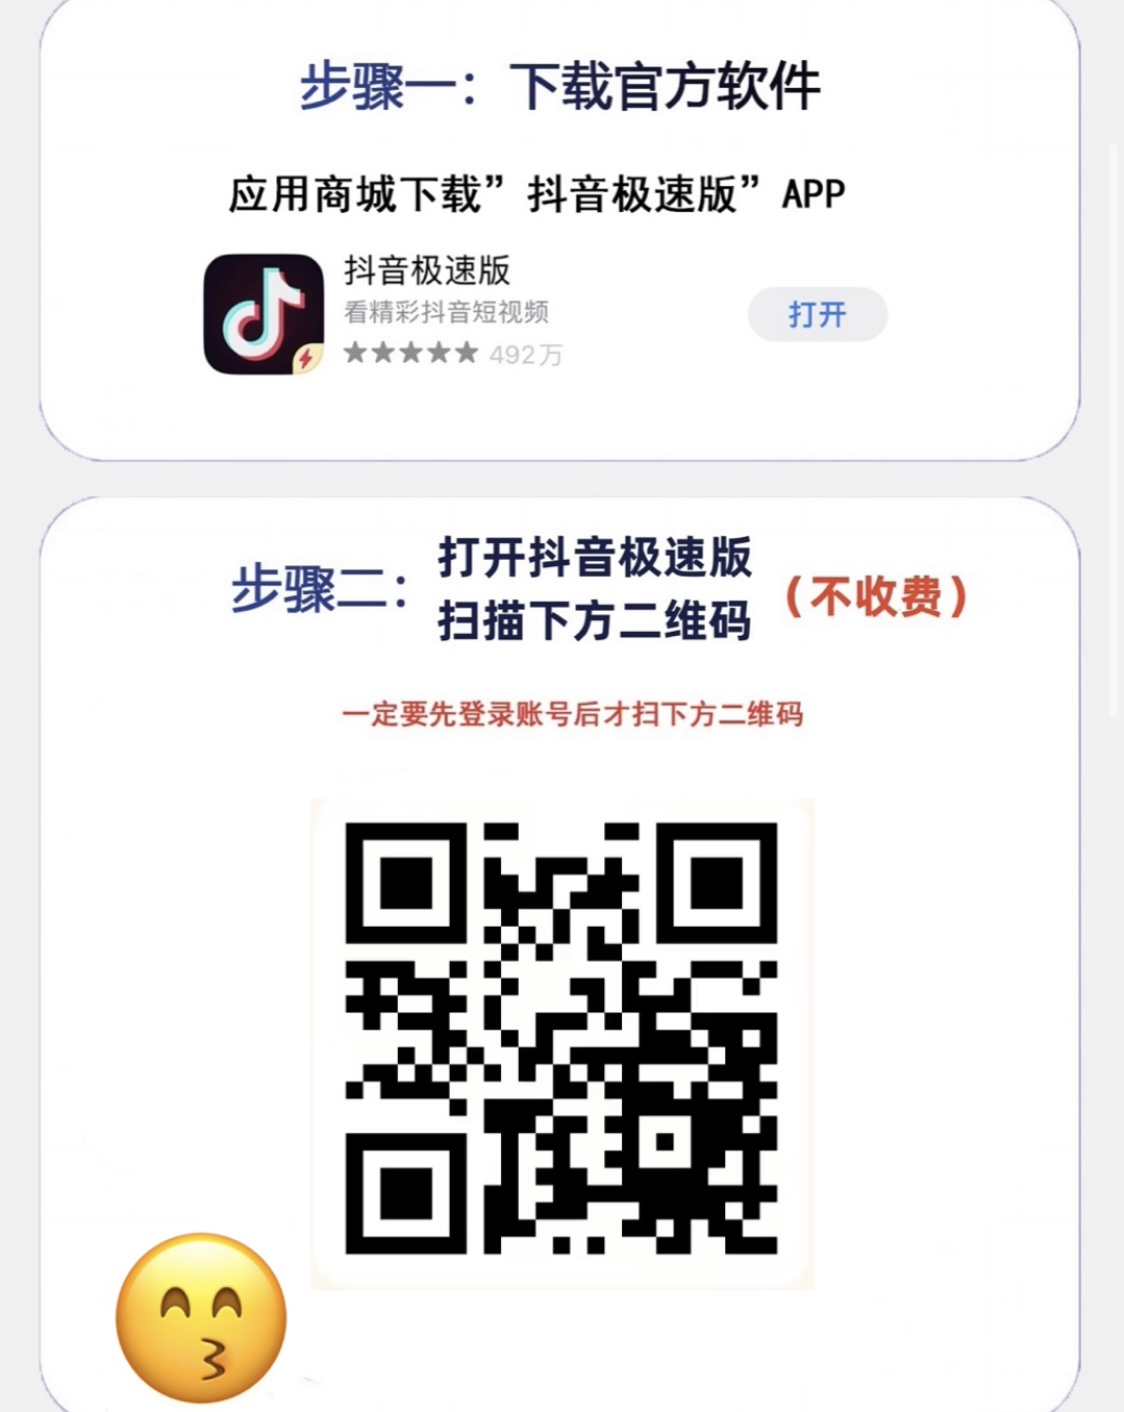 步骤一：下载官方软件
应用商城下载”抖音极速版”APP
抖音极速版
看精彩抖音短视频
★★★★★ 492万
打开
步骤二：
打开抖音极速版
扫描下方二维码
（不收费）
一定要先登录账号后才扫下方二维码